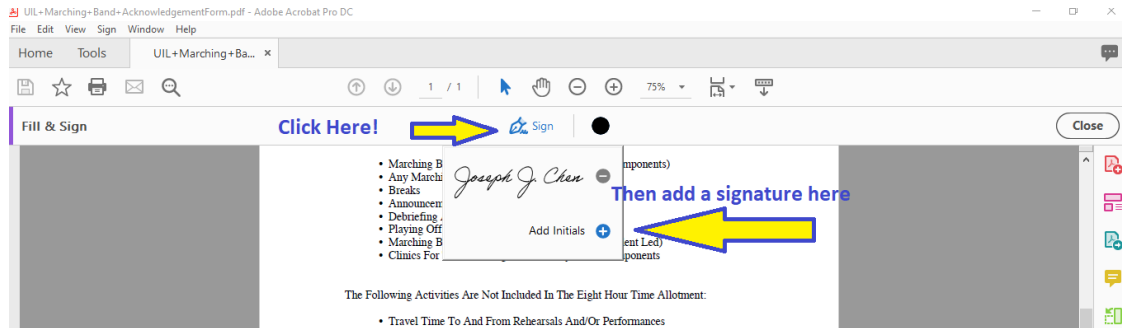 UIL+Marching+Band+AcknowledgementForm.pdf - Adobe Acrobat Pro DC
File Edit View Sign Window Help
Home Tools UIL+Marching+Ba... ×
1 / 1 75%
Fill & Sign Click Here! Sign Close
• Marching B mponents)
• Any Marchi
Joseph J. Chen
• Breaks
Then add a signature here
• Announcem
• Debriefing
• Playing Off
Add Initials
• Marching B ent Led)
• Clinics For ponents
The Following Activities Are Not Included In The Eight Hour Time Allotment:
• Travel Time To And From Rehearsals And/Or Performances